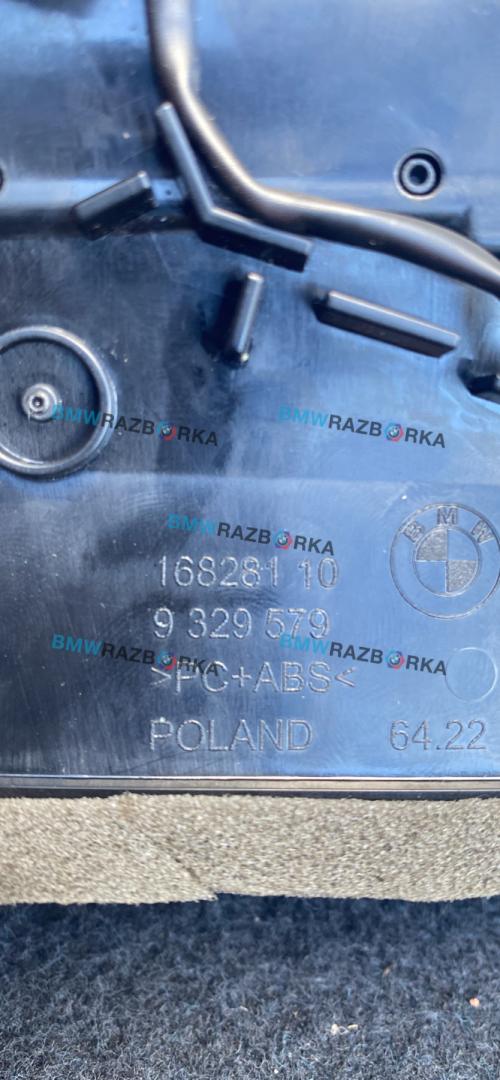 BMWRAZBORKA
BMWRAZBORKA
BMWRAZBORKA
BMW
168281 10
9 329 579
BMWRAZBORKA
BMWRAZBORKA
>PC+ABS<
POLAND 64.22